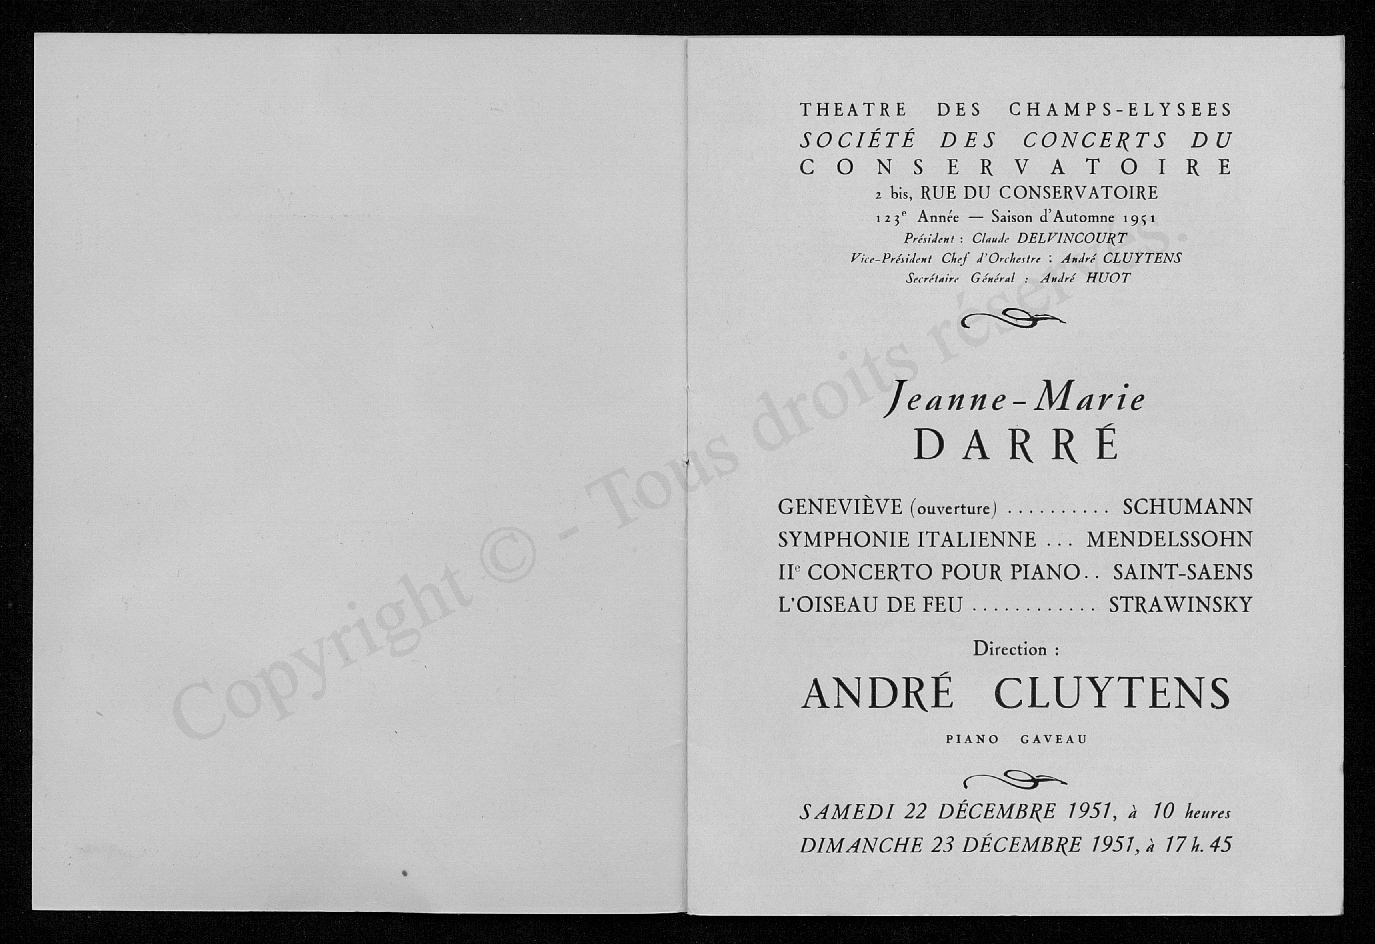 THEATRE DES CHAMPS-ELYSEES
SOCIÉTÉ DES CONCERTS DU
CONSERVATOIRE
2 bis, RUE DU CONSERVATOIRE
123e Année — Saison d'Automne 1951
Président : Claude DELVINCOURT
Vice-Président Chef d'Orchestre : André CLUYTENS
Secrétaire Général : André HUOT
Jeanne-Marie
DARRÉ
GENEVIÈVE (ouverture) .......... SCHUMANN
SYMPHONIE ITALIENNE ... MENDELSSOHN
IIe CONCERTO POUR PIANO.. SAINT-SAENS
L'OISEAU DE FEU ............ STRAWINSKY
Direction :
ANDRÉ CLUYTENS
PIANO GAVEAU
SAMEDI 22 DÉCEMBRE 1951, à 10 heures
DIMANCHE 23 DÉCEMBRE 1951, à 17 h. 45
Copyright © - Tous droits réservés.